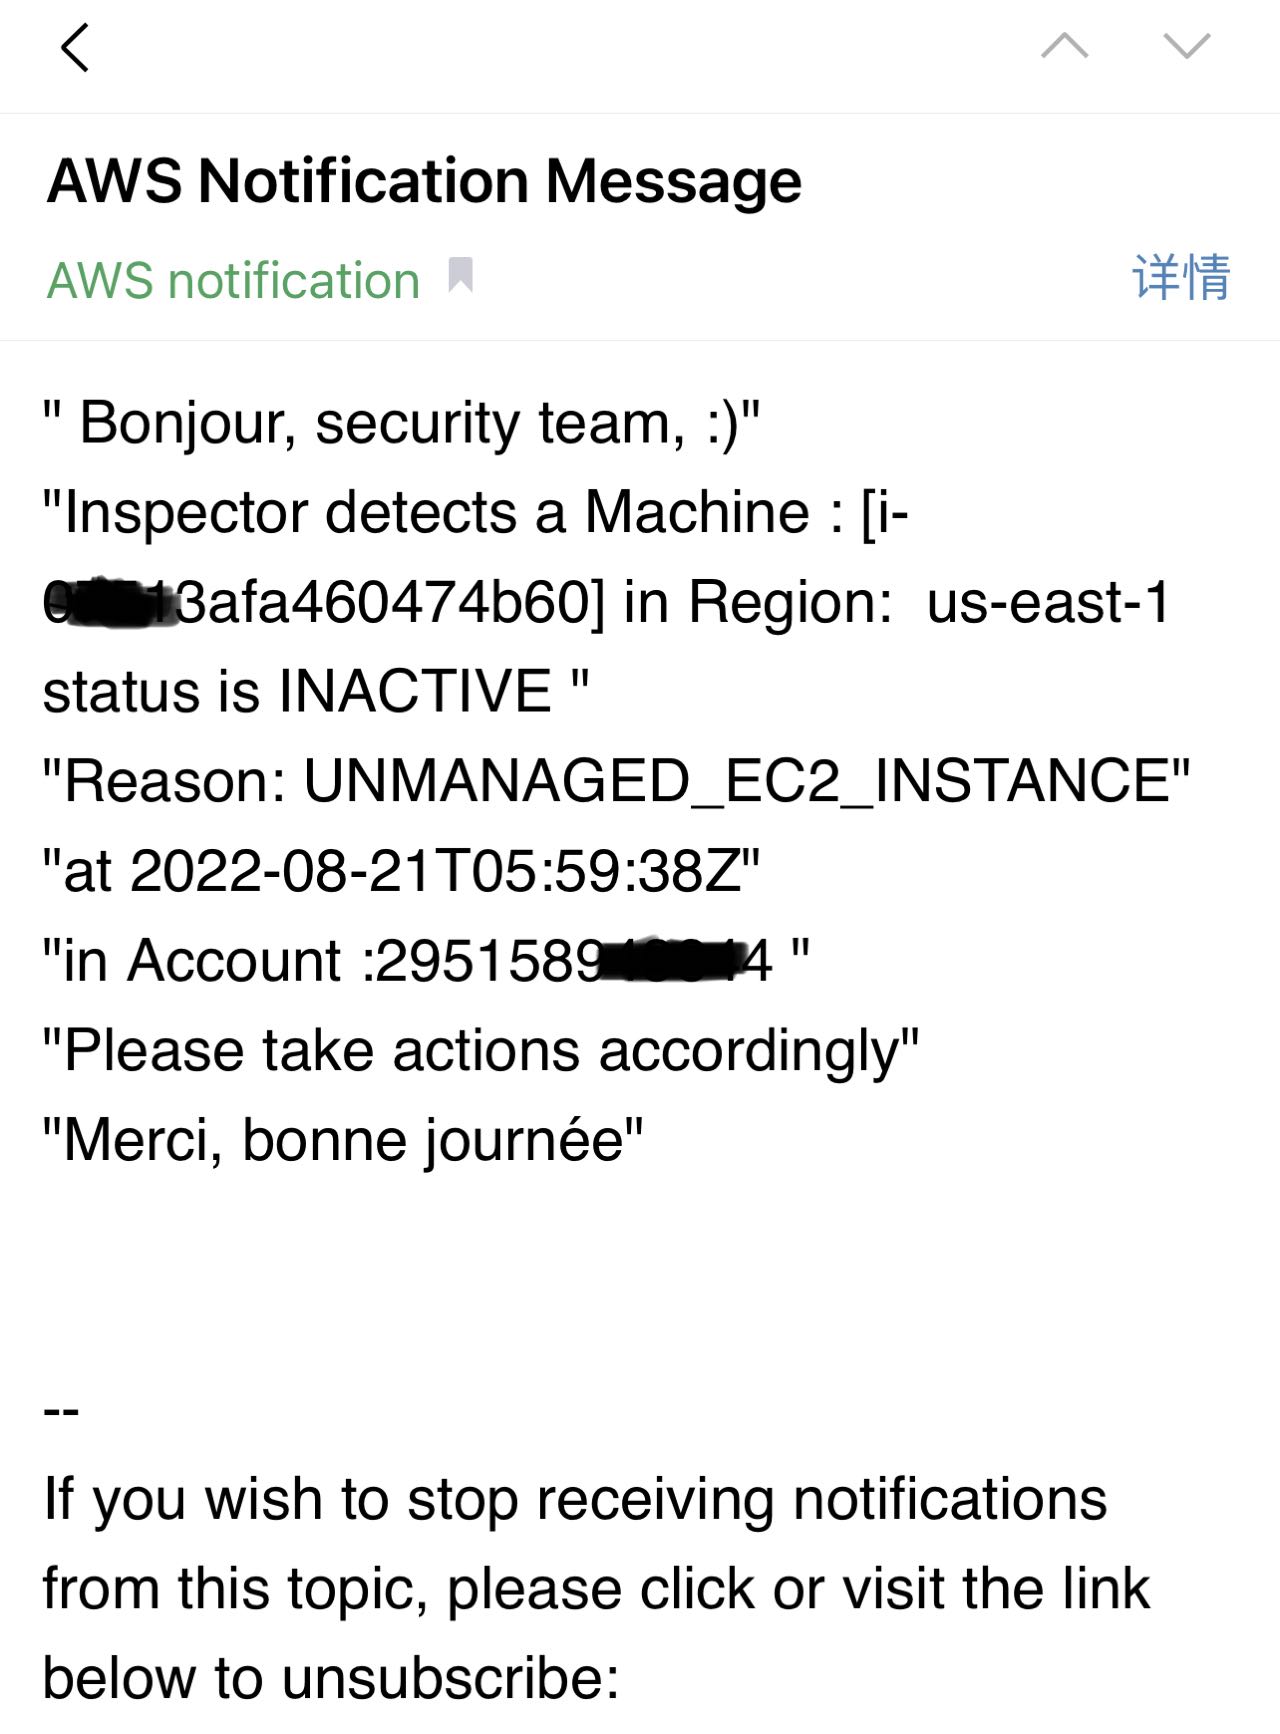 AWS Notification Message
AWS notification
详情
" Bonjour, security team, :)"
"Inspector detects a Machine : [i-
3afa460474b60] in Region:  us-east-1
status is INACTIVE "
"Reason: UNMANAGED_EC2_INSTANCE"
"at 2022-08-21T05:59:38Z"
"in Account :2951589 4 "
"Please take actions accordingly"
"Merci, bonne journée"
--
If you wish to stop receiving notifications
from this topic, please click or visit the link
below to unsubscribe: